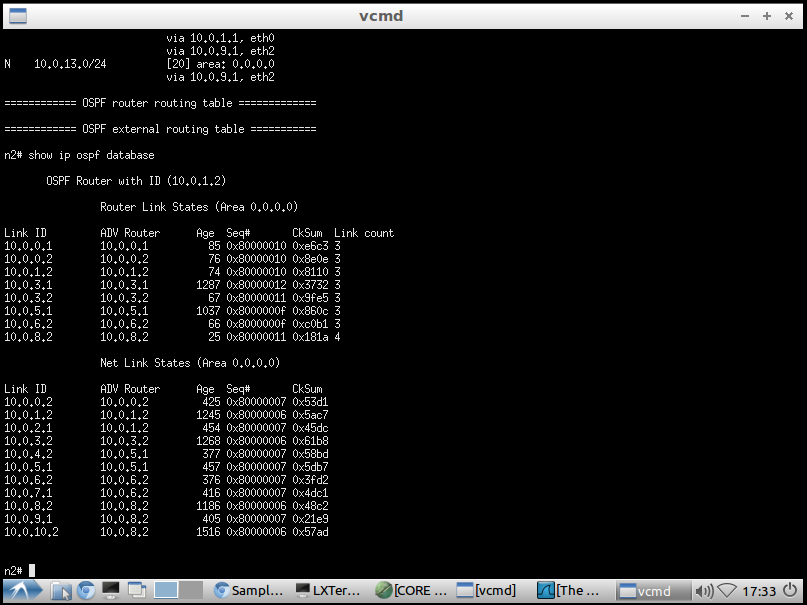 vcmd
via 10.0.1.1, eth0
via 10.0.9.1, eth2
N    10.0.13.0/24          [20] area: 0.0.0.0
via 10.0.9.1, eth2
============ OSPF router routing table =============
============ OSPF external routing table ===========
n2# show ip ospf database
OSPF Router with ID (10.0.1.2)
Router Link States (Area 0.0.0.0)
Link ID         ADV Router      Age  Seq#       CkSum  Link count
10.0.0.1        10.0.0.1          85 0x80000010 0xe6c3 3
10.0.0.2        10.0.0.2          76 0x80000010 0x8e0e 3
10.0.1.2        10.0.1.2          74 0x80000010 0x8110 3
10.0.3.1        10.0.3.1        1287 0x80000012 0x3732 3
10.0.3.2        10.0.3.2          67 0x80000011 0x9fe5 3
10.0.5.1        10.0.5.1        1037 0x8000000f 0x860c 3
10.0.6.2        10.0.6.2          66 0x8000000f 0xc0b1 3
10.0.8.2        10.0.8.2          25 0x80000011 0x181a 4
Net Link States (Area 0.0.0.0)
Link ID         ADV Router      Age  Seq#       CkSum
10.0.0.2        10.0.0.2         425 0x80000007 0x53d1
10.0.1.2        10.0.1.2        1245 0x80000006 0x5ac7
10.0.2.1        10.0.1.2         454 0x80000007 0x45dc
10.0.3.2        10.0.3.2        1268 0x80000006 0x61b8
10.0.4.2        10.0.5.1         377 0x80000007 0x58bd
10.0.5.1        10.0.5.1         457 0x80000007 0x5db7
10.0.6.2        10.0.6.2         376 0x80000007 0x3fd2
10.0.7.1        10.0.6.2         416 0x80000007 0x4dc1
10.0.8.2        10.0.8.2        1186 0x80000006 0x48c2
10.0.9.1        10.0.8.2         405 0x80000007 0x21e9
10.0.10.2       10.0.8.2        1516 0x80000006 0x57ad
n2#
Sampl... LXTer... [CORE ... [vcmd] [The ... vcmd 17:33